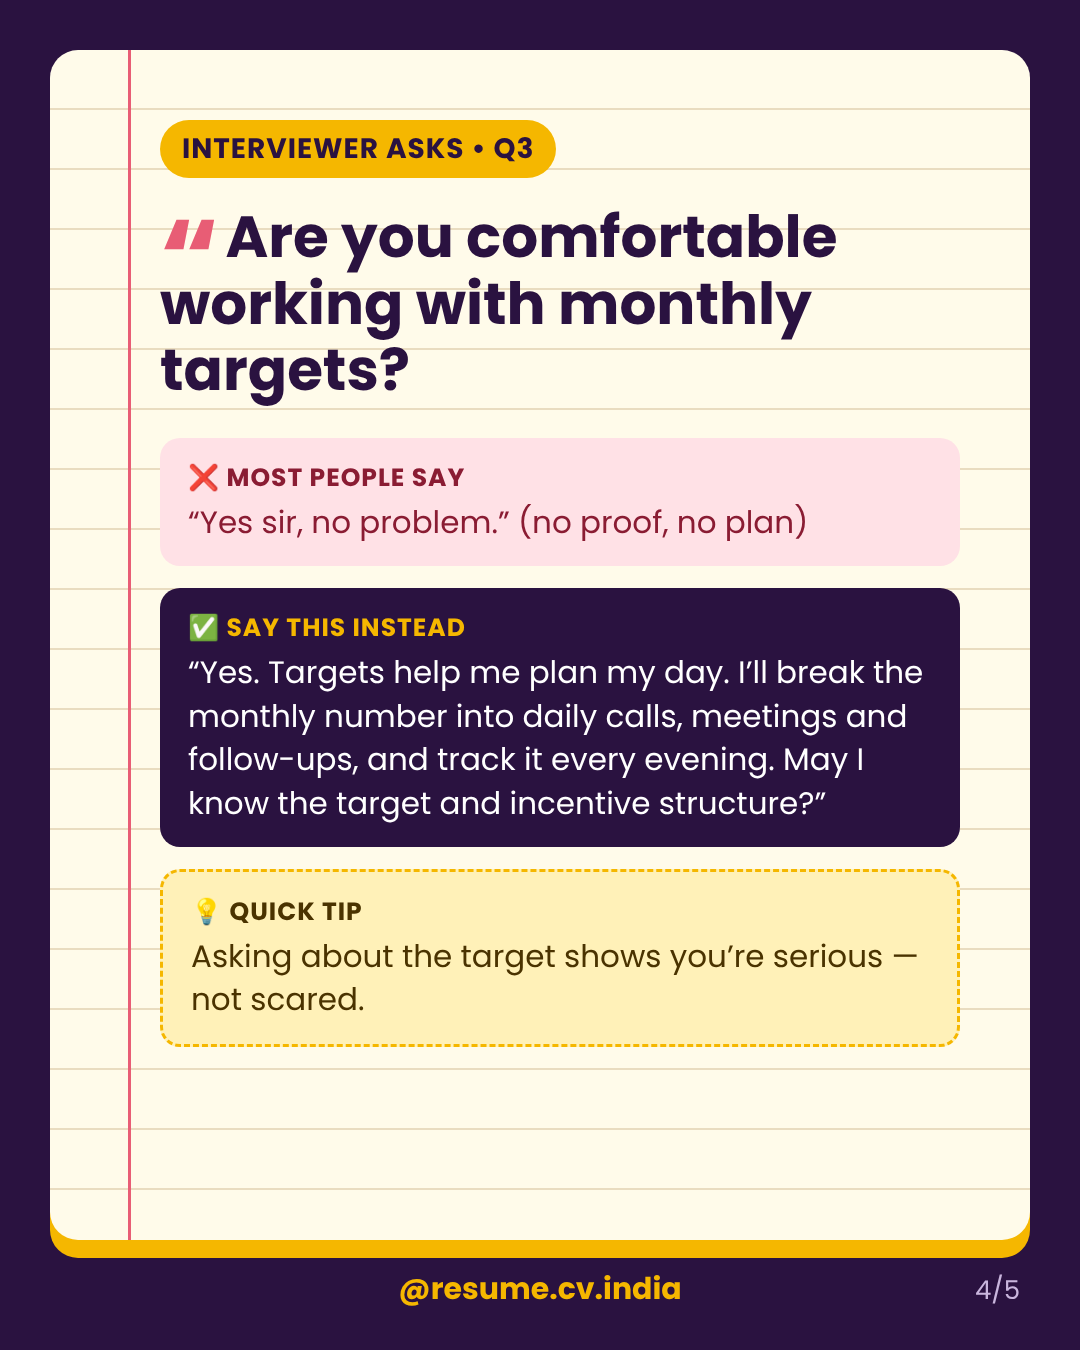 INTERVIEWER ASKS • Q3
“Are you comfortable
working with monthly
targets?
❌ MOST PEOPLE SAY
“Yes sir, no problem.” (no proof, no plan)
✅ SAY THIS INSTEAD
“Yes. Targets help me plan my day. I’ll break the
monthly number into daily calls, meetings and
follow-ups, and track it every evening. May I
know the target and incentive structure?”
💡 QUICK TIP
Asking about the target shows you’re serious —
not scared.
@resume.cv.india
4/5